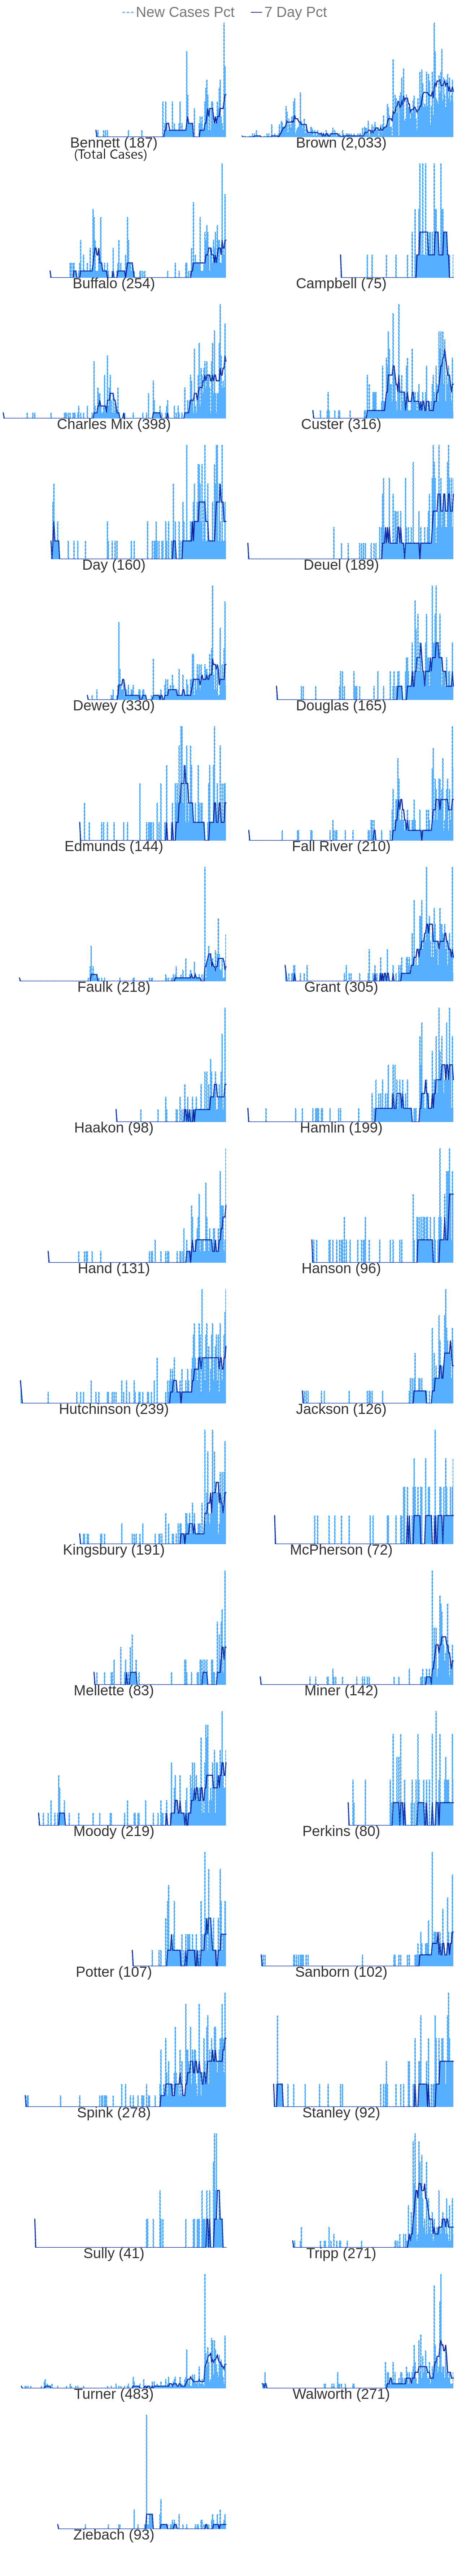 New Cases Pct 7 Day Pct
Bennett (187) Brown (2,033)
(Total Cases)
Buffalo (254) Campbell (75)
Charles Mix (398) Custer (316)
Day (160) Deuel (189)
Dewey (330) Douglas (165)
Edmunds (144) Fall River (210)
Faulk (218) Grant (305)
Haakon (98) Hamlin (199)
Hand (131) Hanson (96)
Hutchinson (239) Jackson (126)
Kingsbury (191) McPherson (72)
Mellette (83) Miner (142)
Moody (219) Perkins (80)
Potter (107) Sanborn (102)
Spink (278) Stanley (92)
Sully (41) Tripp (271)
Turner (483) Walworth (271)
Ziebach (93)